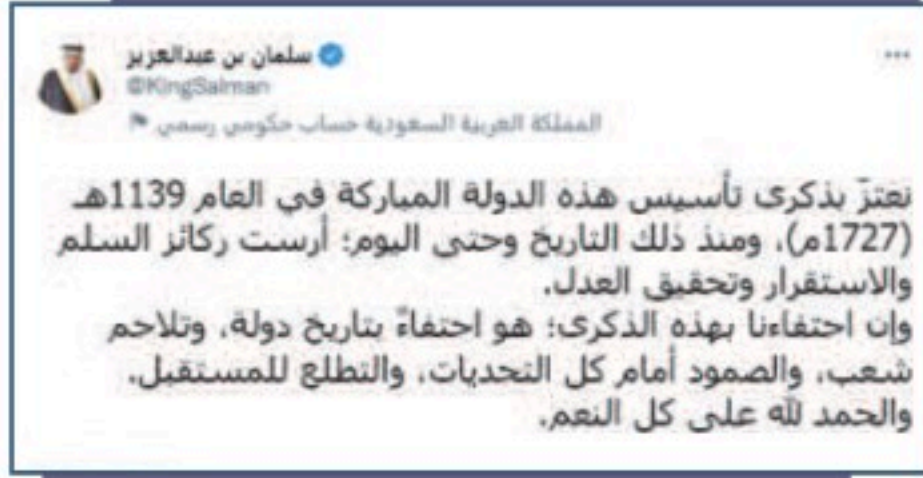 سلمان بن عبدالعزيز
@KingSalman
المملكة العربية السعودية حساب حكومي رسمي
نعتزّ بذكرى تأسيس هذه الدولة المباركة في العام 1139هـ
(1727م)، ومنذ ذلك التاريخ وحتى اليوم؛ أرست ركائز السلم
والاستقرار وتحقيق العدل.
وإن احتفاءنا بهذه الذكرى؛ هو احتفاءً بتاريخ دولة، وتلاحم
شعب، والصمود أمام كل التحديات، والتطلع للمستقبل.
والحمد لله على كل النعم.